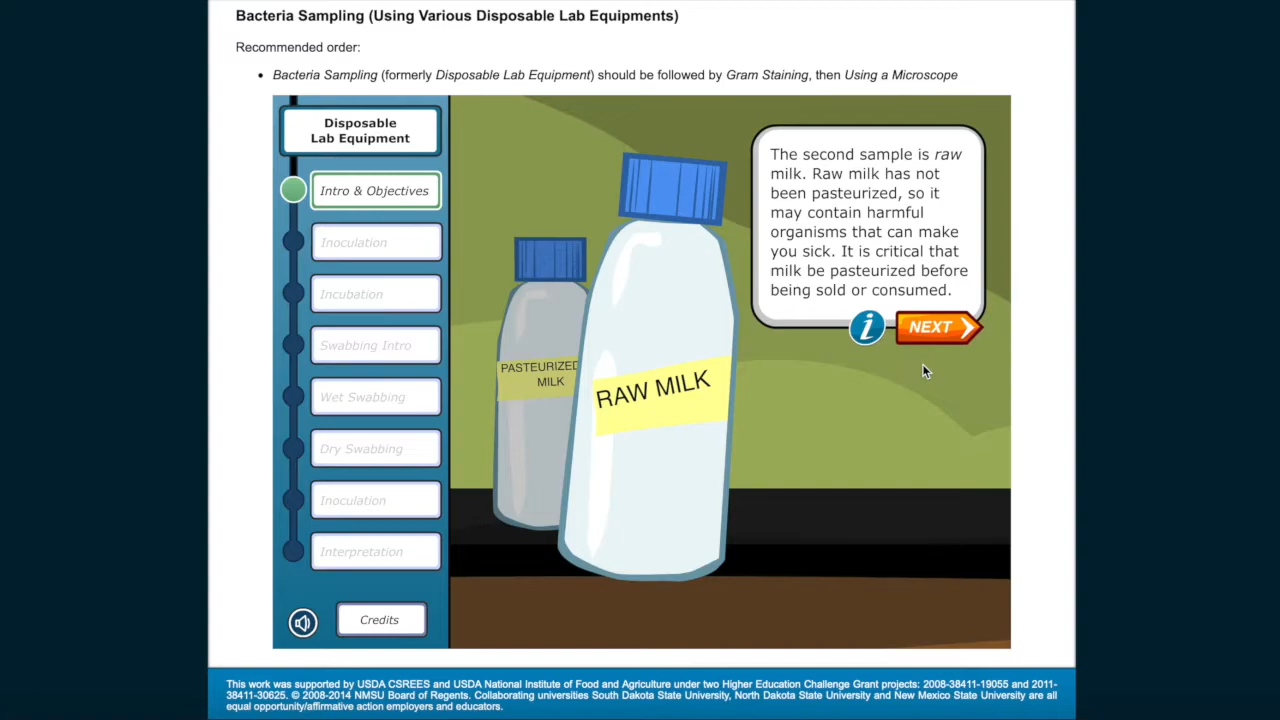 Bacteria Sampling (Using Various Disposable Lab Equipments)
Recommended order:
• Bacteria Sampling (formerly Disposable Lab Equipment) should be followed by Gram Staining, then Using a Microscope
Disposable
Lab Equipment
Intro & Objectives
Inoculation
Incubation
Swabbing Intro
Wet Swabbing
Dry Swabbing
Inoculation
Interpretation
Credits
PASTEURIZED
MILK
RAW MILK
The second sample is raw
milk. Raw milk has not
been pasteurized, so it
may contain harmful
organisms that can make
you sick. It is critical that
milk be pasteurized before
being sold or consumed.
i
NEXT
This work was supported by USDA CSREES and USDA National Institute of Food and Agriculture under two Higher Education Challenge Grant projects: 2008-38411-19055 and 2011-
38411-30625. © 2008-2014 NMSU Board of Regents. Collaborating universities South Dakota State University, North Dakota State University and New Mexico State University are all
equal opportunity/affirmative action employers and educators.